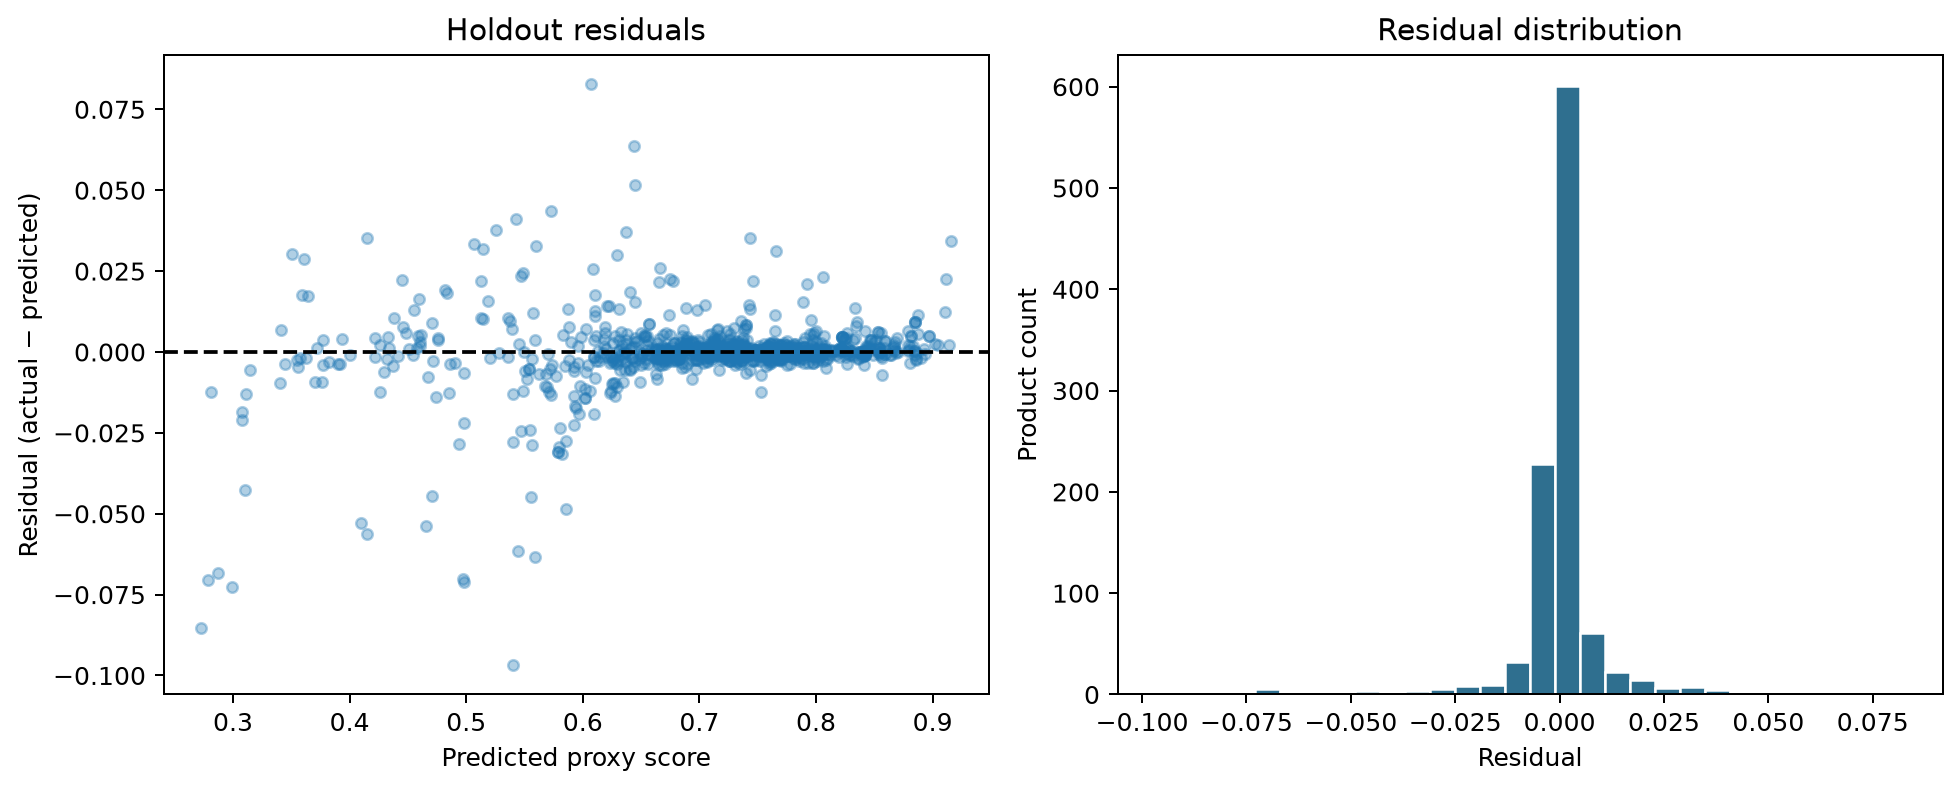 Holdout residuals
Residual (actual − predicted)
0.075
0.050
0.025
0.000
−0.025
−0.050
−0.075
−0.100
0.3 0.4 0.5 0.6 0.7 0.8 0.9
Predicted proxy score
Residual distribution
Product count
600
500
400
300
200
100
0
−0.100 −0.075 −0.050 −0.025 0.000 0.025 0.050 0.075
Residual